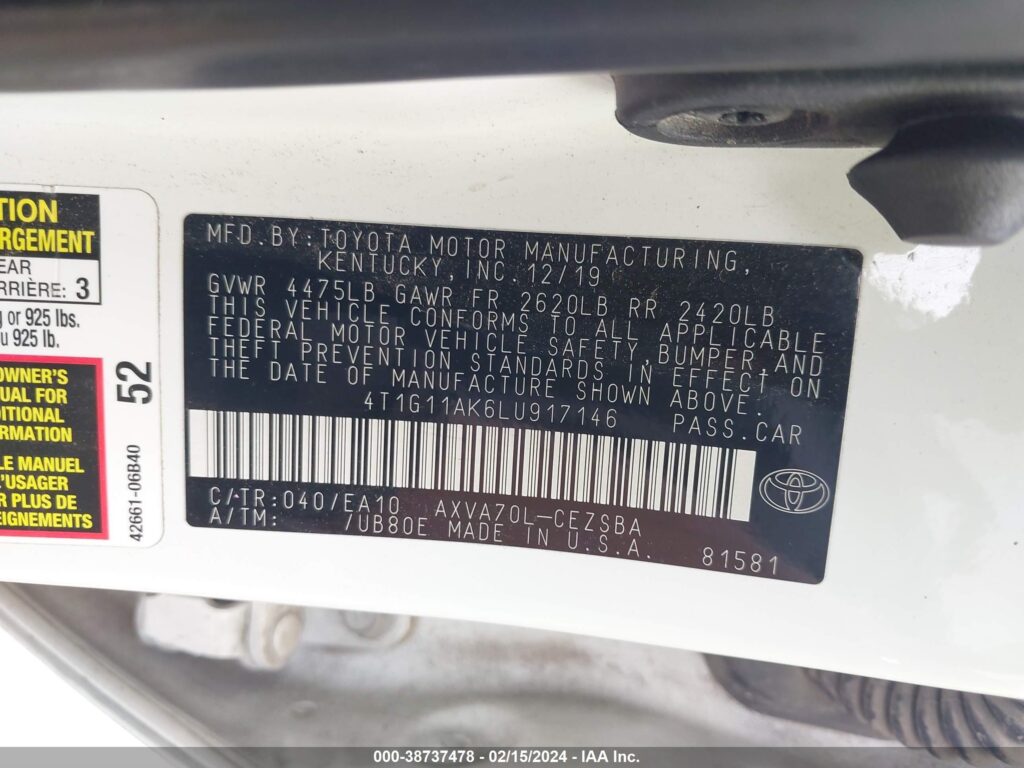 TION
RGEMENT
EAR
RRIÈRE: 3
g or 925 lbs.
u 925 lb.
OWNER'S
UAL FOR
DITIONAL
ORMATION
LE MANUEL
L'USAGER
R PLUS DE
EIGNEMENTS
52
42661-06B40
MFD.BY:TOYOTA MOTOR MANUFACTURING,
KENTUCKY,INC 12/19
GVWR 4475LB GAWR FR 2620LB RR 2420LB
THIS VEHICLE CONFORMS TO ALL APPLICABLE
FEDERAL MOTOR VEHICLE SAFETY,BUMPER,AND
THEFT PREVENTION STANDARDS IN EFFECT ON
THE DATE OF MANUFACTURE SHOWN ABOVE.
4T1G11AK6LU917146 PASS.CAR
C/TR:040/EA10 AXVA70L-CEZSBA
A/TM: /UB80E MADE IN U.S.A. 81581
000-38737478 - 02/15/2024 - IAA Inc.